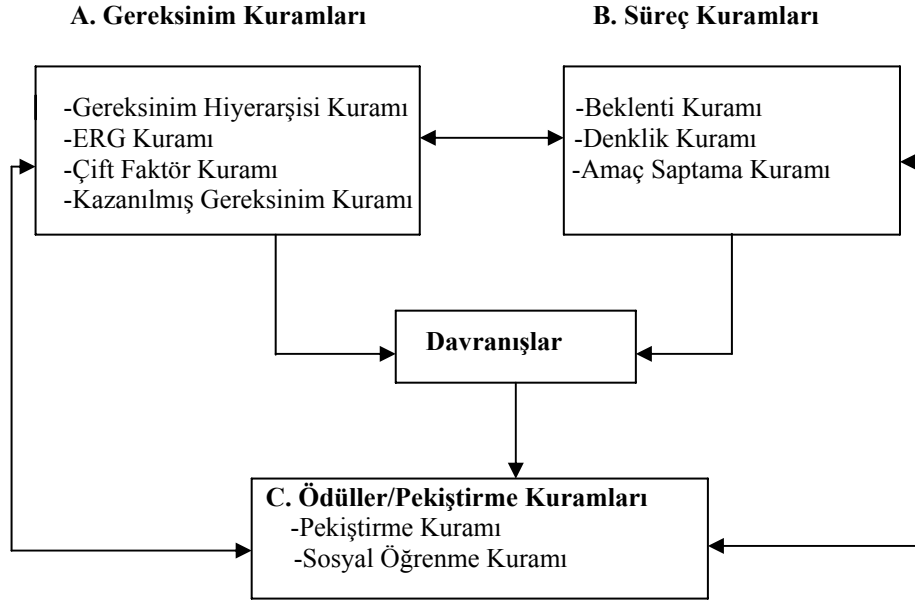 A. Gereksinim Kuramları
B. Süreç Kuramları
-Gereksinim Hiyerarşisi Kuramı
-ERG Kuramı
-Çift Faktör Kuramı
-Kazanılmış Gereksinim Kuramı
-Beklenti Kuramı
-Denklik Kuramı
-Amaç Saptama Kuramı
Davranışlar
C. Ödüller/Pekiştirme Kuramları
-Pekiştirme Kuramı
-Sosyal Öğrenme Kuramı